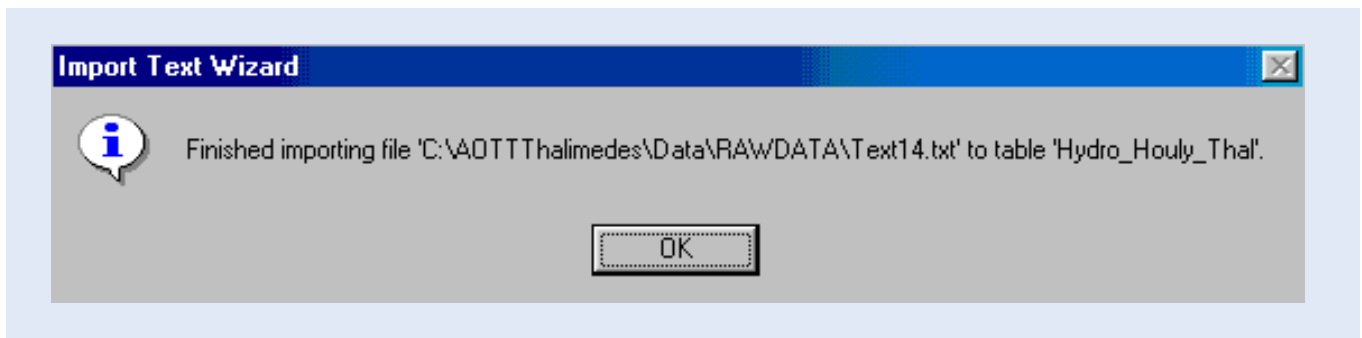 Import Text Wizard
Finished importing file 'C:\AOTTThalimedes\Data\RAWDATA\Text14.txt' to table 'Hydro_Houly_Thal'.
OK